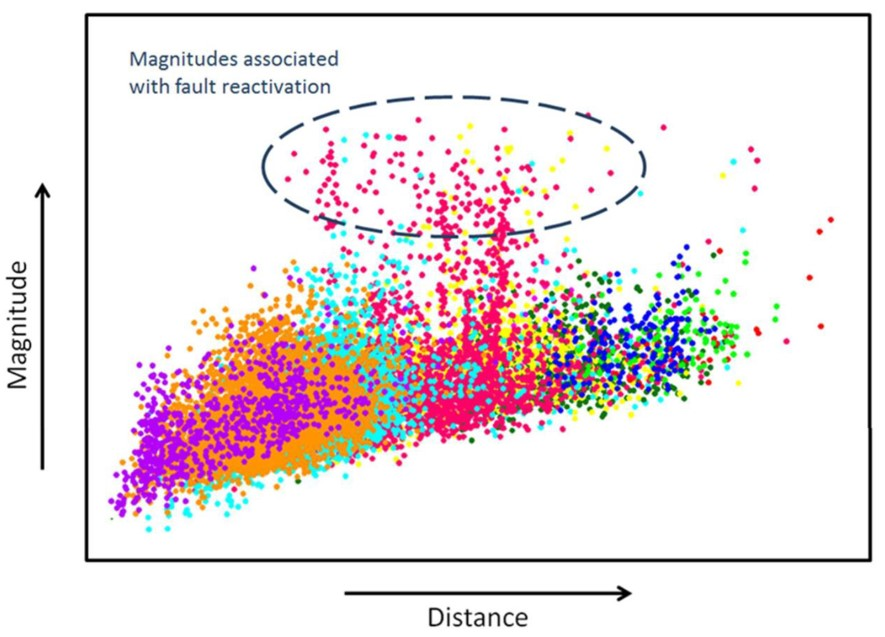 Magnitudes associated
with fault reactivation
Magnitude
Distance